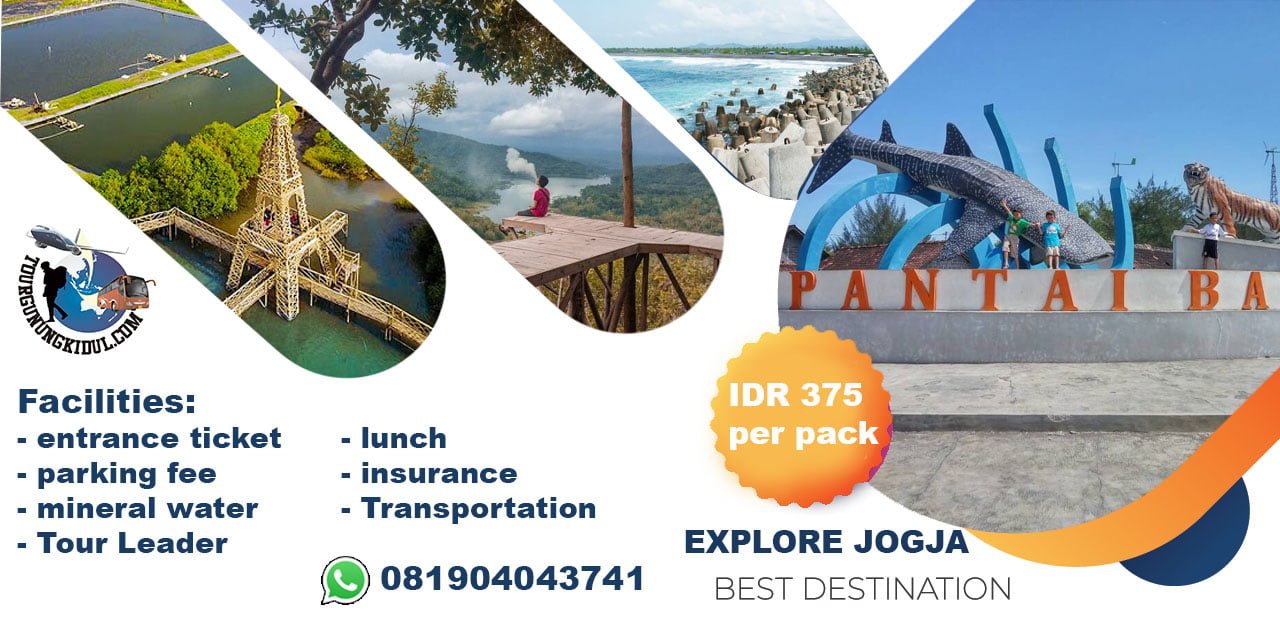 TOURGUNUNGKIDUL.COM
PANTAI BA
IDR 375
per pack
Facilities:
- entrance ticket
- parking fee
- mineral water
- Tour Leader
- lunch
- insurance
- Transportation
081904043741
EXPLORE JOGJA
BEST DESTINATION